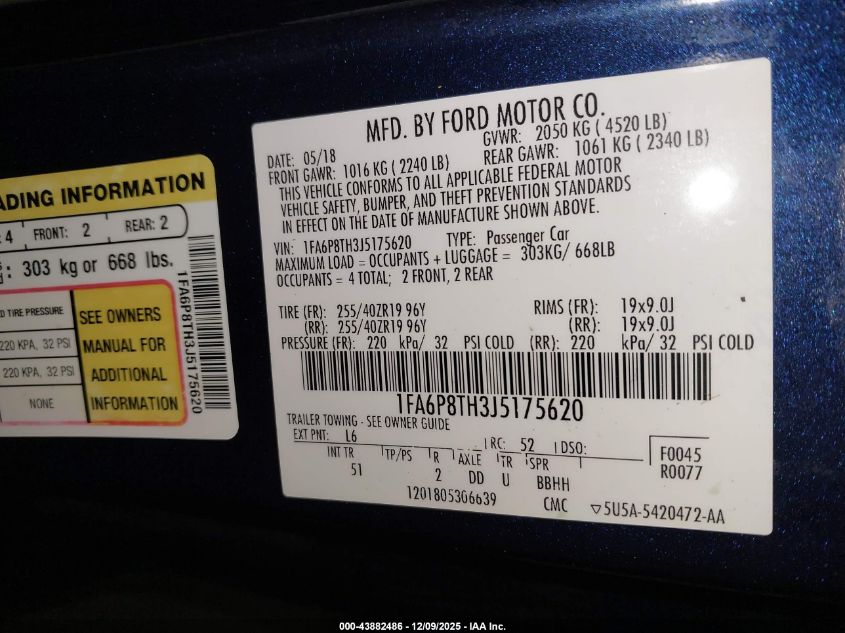 ADING INFORMATION
: 4 FRONT: 2 REAR: 2
: 303 kg or 668 lbs.
D TIRE PRESSURE
220 KPA, 32 PSI
220 KPA, 32 PSI
NONE
SEE OWNERS
MANUAL FOR
ADDITIONAL
INFORMATION
1FA6P8TH3J5175620
MFD. BY FORD MOTOR CO.
DATE: 05/18 GVWR: 2050 KG ( 4520 LB)
FRONT GAWR: 1016 KG ( 2240 LB) REAR GAWR: 1061 KG ( 2340 LB)
THIS VEHICLE CONFORMS TO ALL APPLICABLE FEDERAL MOTOR
VEHICLE SAFETY, BUMPER, AND THEFT PREVENTION STANDARDS
IN EFFECT ON THE DATE OF MANUFACTURE SHOWN ABOVE.
VIN: 1FA6P8TH3J5175620 TYPE: Passenger Car
MAXIMUM LOAD = OCCUPANTS + LUGGAGE = 303KG/ 668LB
OCCUPANTS = 4 TOTAL; 2 FRONT, 2 REAR
TIRE (FR): 255/40ZR19 96Y RIMS (FR): 19x9.0J
(RR): 255/40ZR19 96Y (RR): 19x9.0J
PRESSURE (FR): 220 kPa/ 32 PSI COLD (RR): 220 kPa/ 32 PSI COLD
1FA6P8TH3J5175620
TRAILER TOWING - SEE OWNER GUIDE
EXT PNT: L6 RC: 52 DSO:
INT TR TP/PS R AXLE TR SPR
51 2 DD U BBHH
F0045
R0077
1201805306639 CMC ▽5U5A-5420472-AA
000-43882486 - 12/09/2025 - IAA Inc.